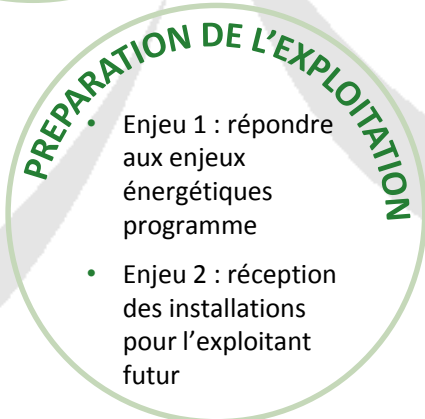 PREPARATION DE L'EXPLOITATION
• Enjeu 1 : répondre
aux enjeux
énergétiques
programme
• Enjeu 2 : réception
des installations
pour l'exploitant
futur